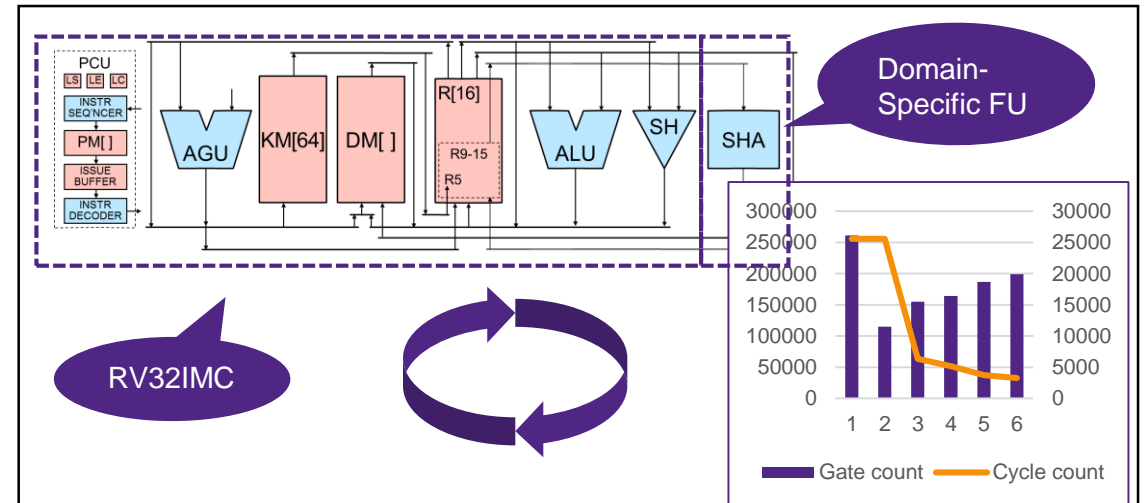 PCU
LS LE LC
INSTR
SEQ'NCER
PM[ ]
ISSUE
BUFFER
INSTR
DECODER
AGU
KM[64]
DM[ ]
R[16]
R9-15
R5
ALU
SH
SHA
Domain-
Specific FU
RV32IMC
300000
250000
200000
150000
100000
50000
0
30000
25000
20000
15000
10000
5000
0
1 2 3 4 5 6
Gate count Cycle count